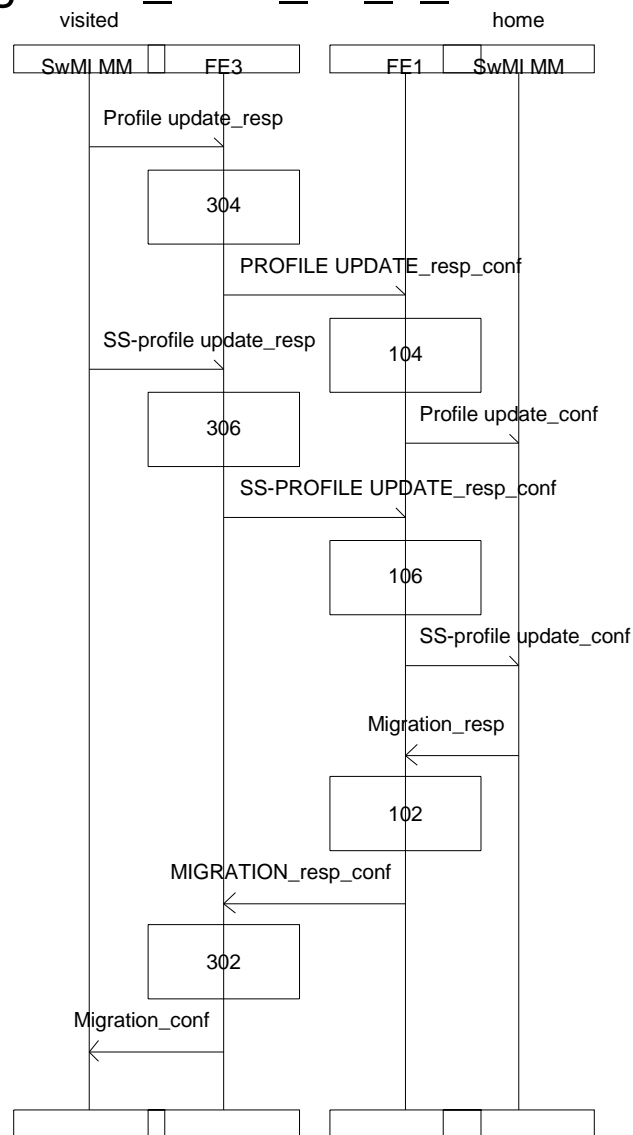 visited home
SwMI MM FE3 FE1 SwMI MM
Profile update_resp
304
PROFILE UPDATE_resp_conf
SS-profile update_resp
104
Profile update_conf
306
SS-PROFILE UPDATE_resp_conf
106
SS-profile update_conf
Migration_resp
102
MIGRATION_resp_conf
302
Migration_conf